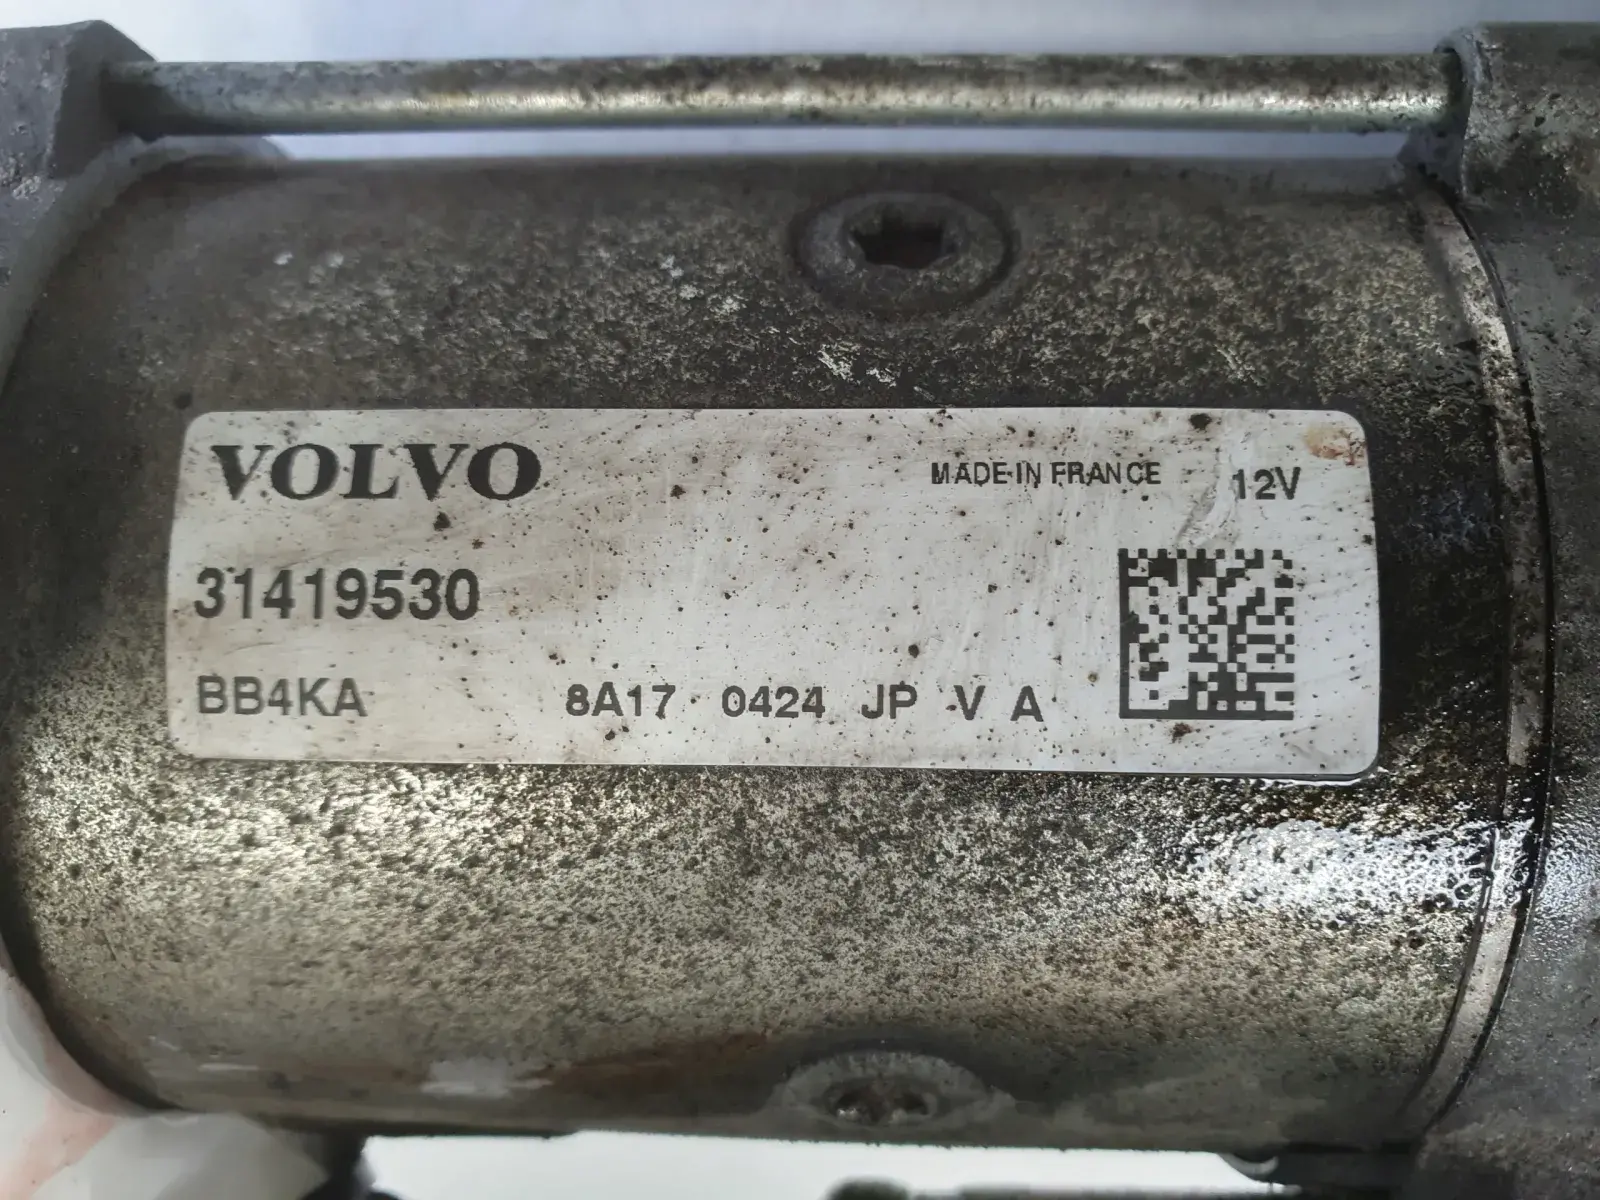 VOLVO MADE IN FRANCE 12V
31419530
BB4KA 8A17 0424 JP V A